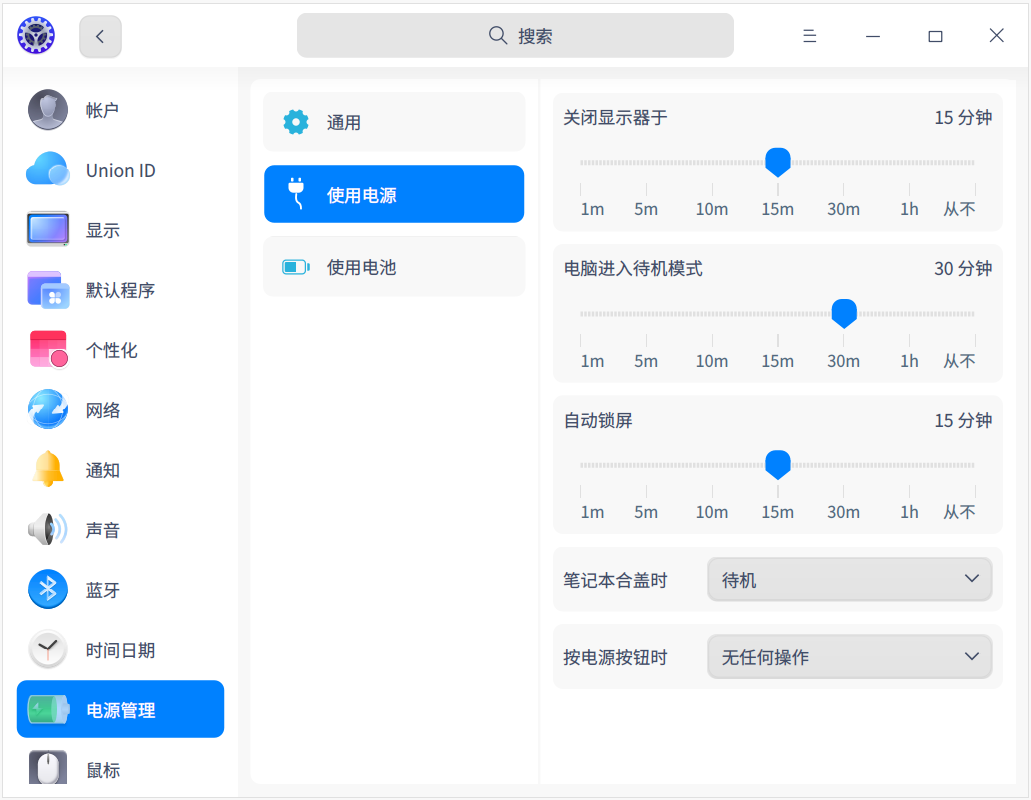 搜索
帐户
Union ID
显示
默认程序
个性化
网络
通知
声音
蓝牙
时间日期
电源管理
鼠标
通用
使用电源
使用电池
关闭显示器于 15 分钟
1m 5m 10m 15m 30m 1h 从不
电脑进入待机模式 30 分钟
1m 5m 10m 15m 30m 1h 从不
自动锁屏 15 分钟
1m 5m 10m 15m 30m 1h 从不
笔记本合盖时 待机
按电源按钮时 无任何操作